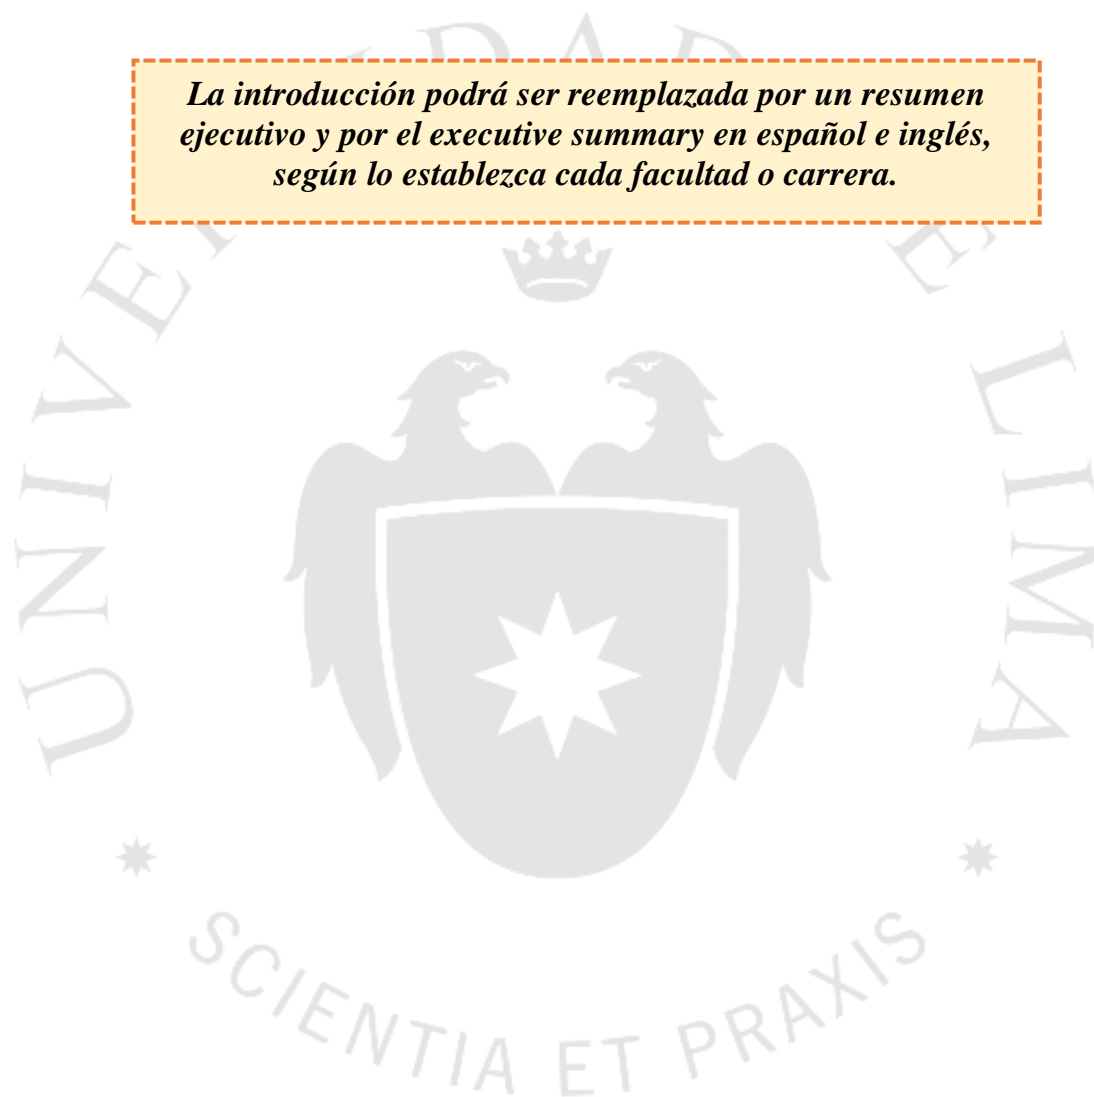 La introducción podrá ser reemplazada por un resumen
ejecutivo y por el executive summary en español e inglés,
según lo establezca cada facultad o carrera.
UNIVERSIDAD DE LIMA
SCIENTIA ET PRAXIS